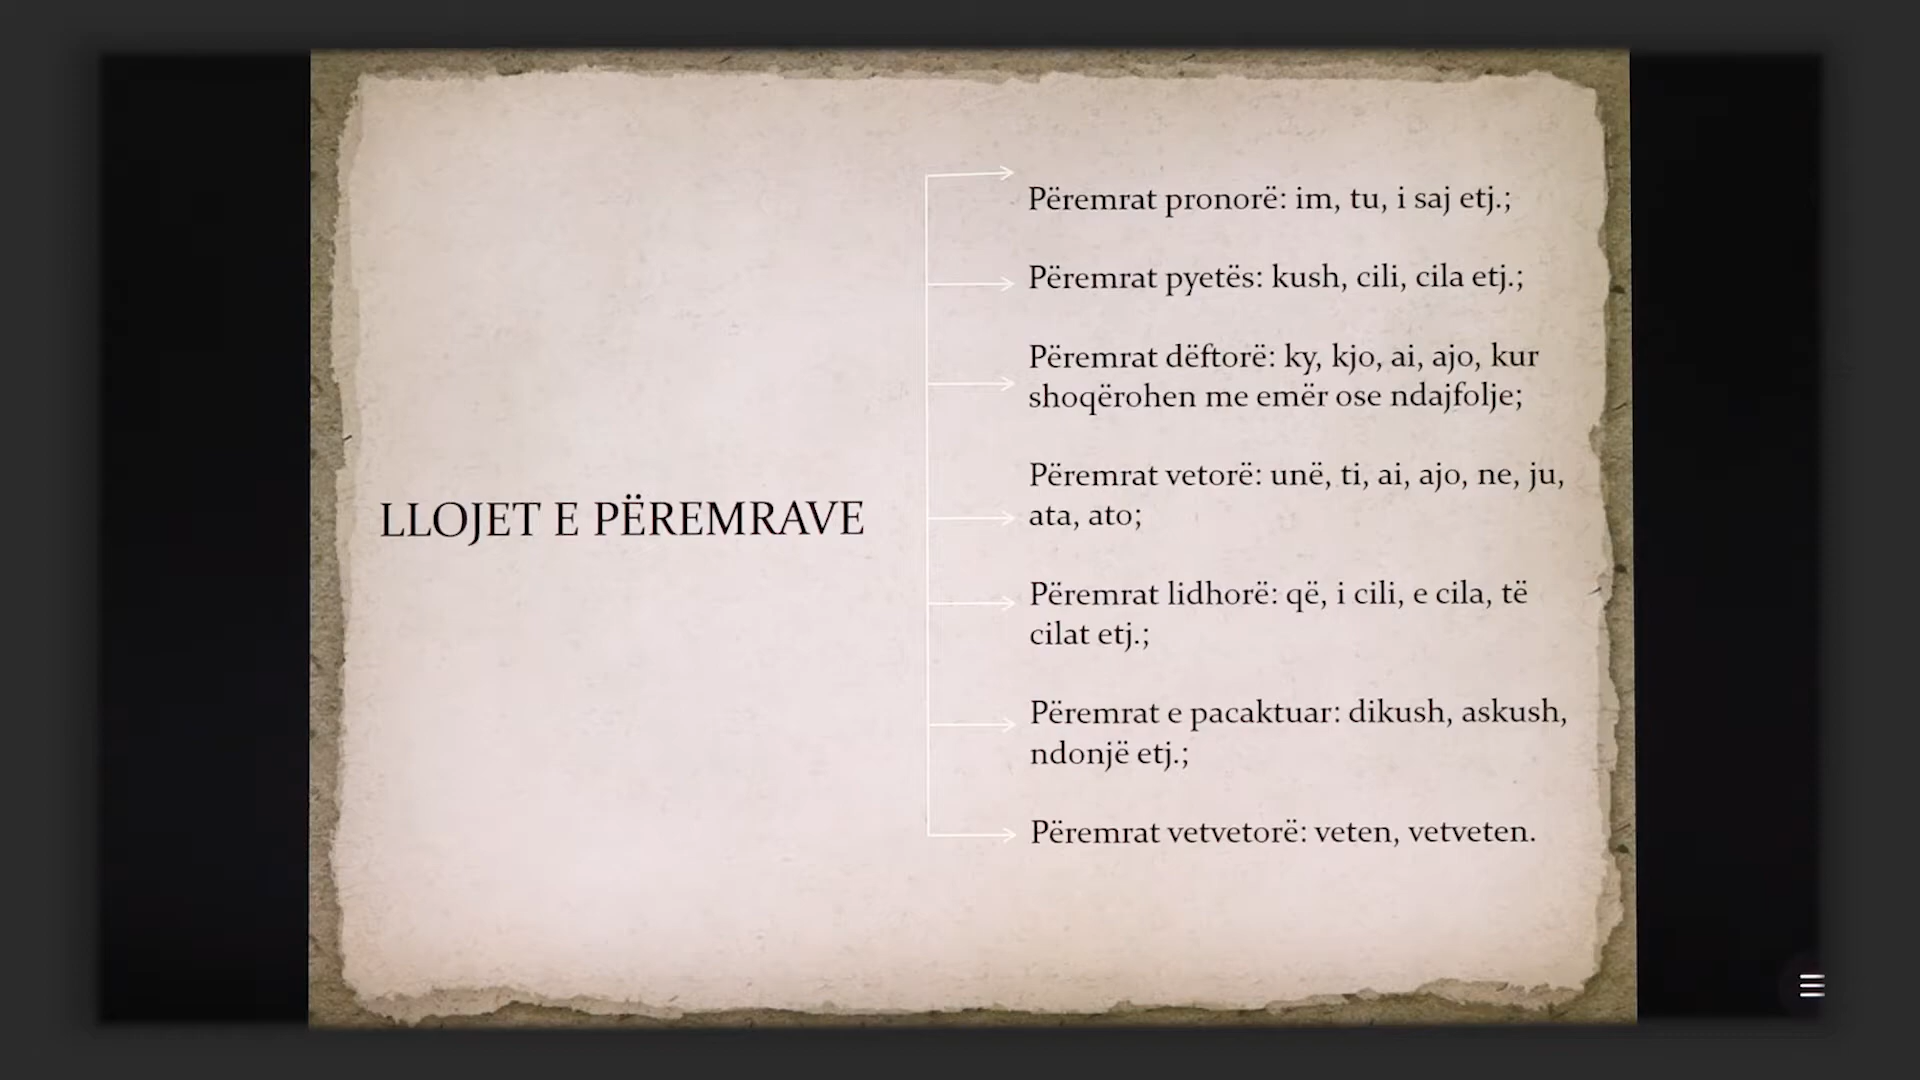 LLOJET E PËREMRAVE
Përemrat pronorë: im, tu, i saj etj.;
Përemrat pyetës: kush, cili, cila etj.;
Përemrat dëftorë: ky, kjo, ai, ajo, kur
shoqërohen me emër ose ndajfolje;
Përemrat vetorë: unë, ti, ai, ajo, ne, ju,
ata, ato;
Përemrat lidhorë: që, i cili, e cila, të
cilat etj.;
Përemrat e pacaktuar: dikush, askush,
ndonjë etj.;
Përemrat vetvetorë: veten, vetveten.